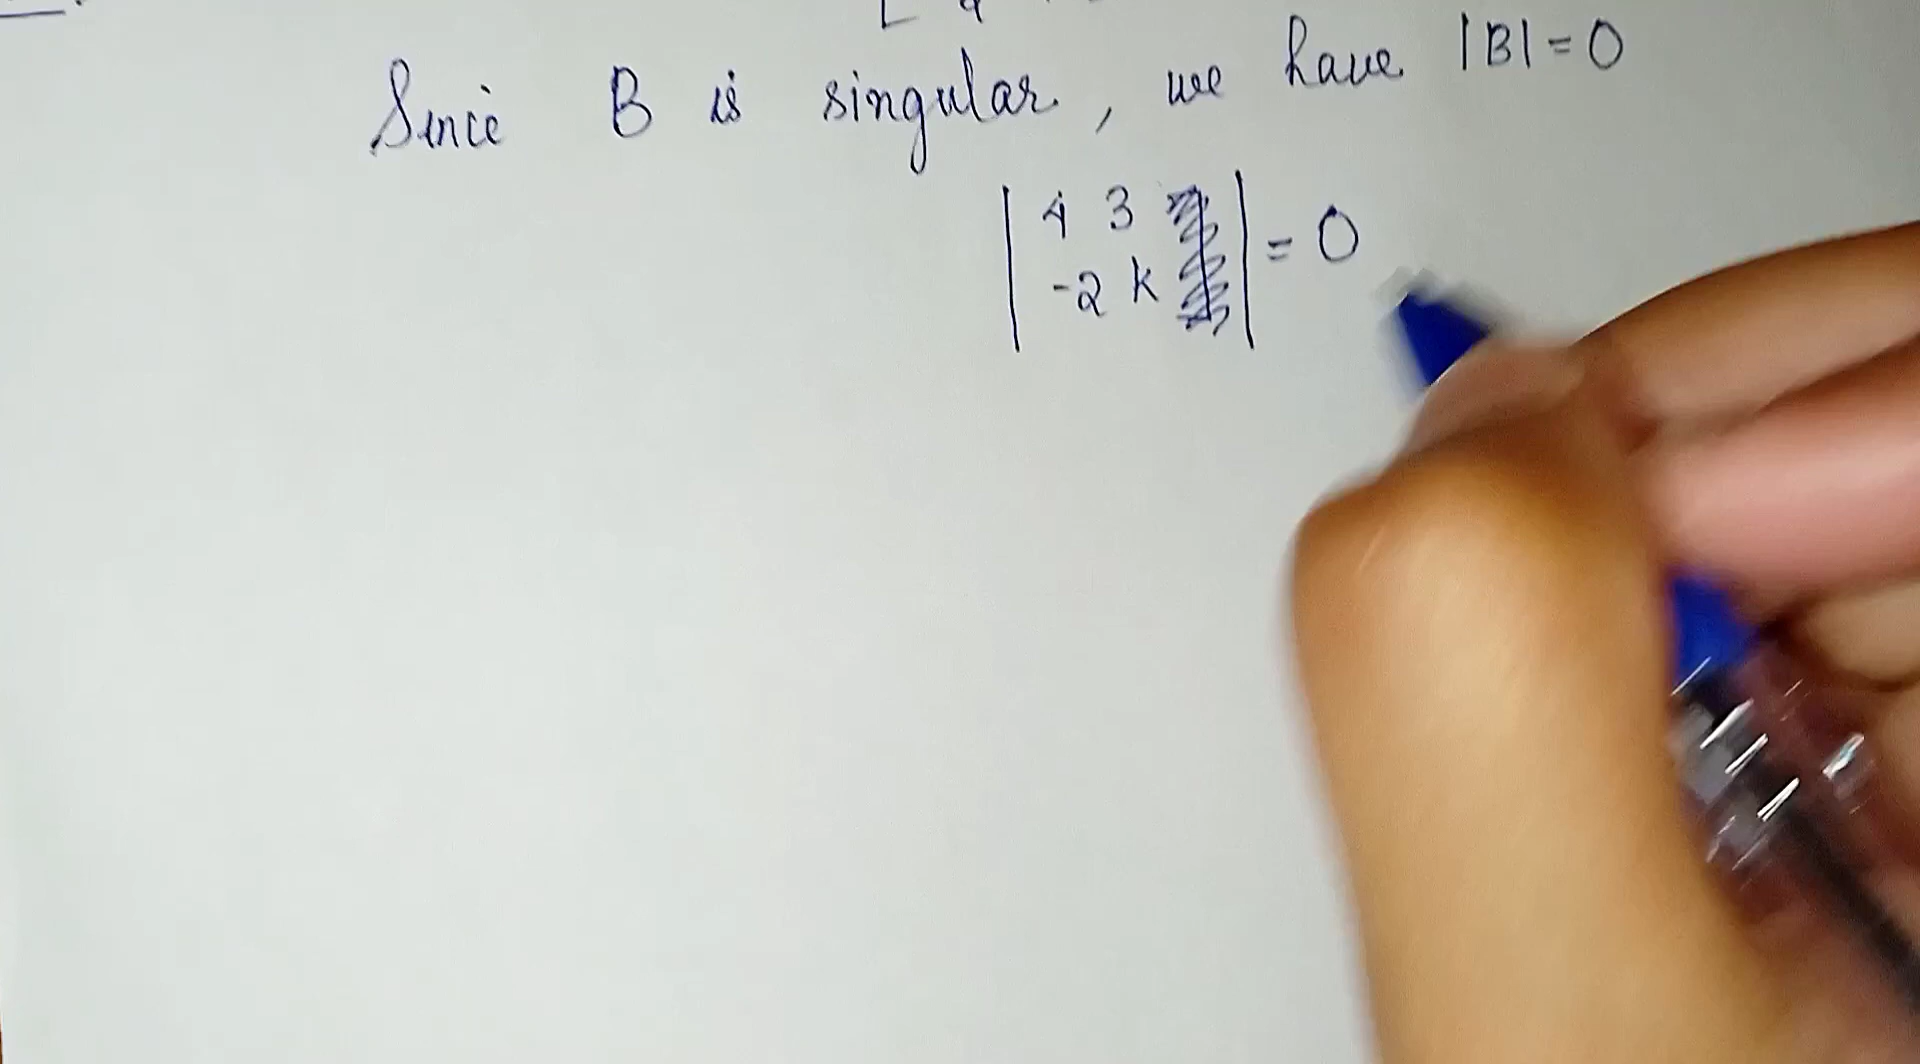 Since B is singular, we have |B| = 0
| 4 3 |
| -2 k | = 0